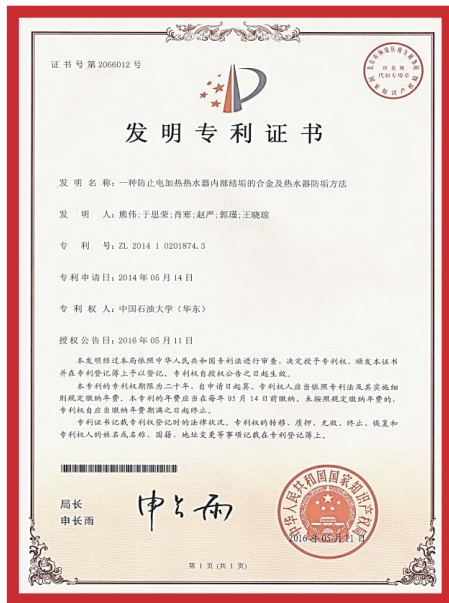 证书号第2066012号
发明专利证书
发明名称：一种防止电加热热水器内部结垢的合金及热水器防垢方法
发明人：熊伟;于思荣;肖寒;赵严;郭瑾;王晓琼
专利号：ZL 2014 1 0201874.3
专利申请日：2014年05月14日
专利权人：中国石油大学（华东）
授权公告日：2016年05月11日
本发明经过本局依照中华人民共和国专利法进行审查，决定授予专利权，颁发本证书
并在专利登记簿上予以登记。专利权自授权公告之日起生效。
本专利的专利权期限为二十年，自申请日起算。专利权人应当依照专利法及其实施细
则规定缴纳年费。本专利的年费应当在每年05月14日前缴纳。未按照规定缴纳年费的，
专利权自应当缴纳年费期满之日起终止。
专利证书记载专利权登记时的法律状况。专利权的转移、质押、无效、终止、恢复和
专利权人的姓名或名称、国籍、地址变更等事项记载在专利登记簿上。
局长
申长雨
申长雨
中华人民共和国国家知识产权局
2016年05月11日
第1页（共1页）